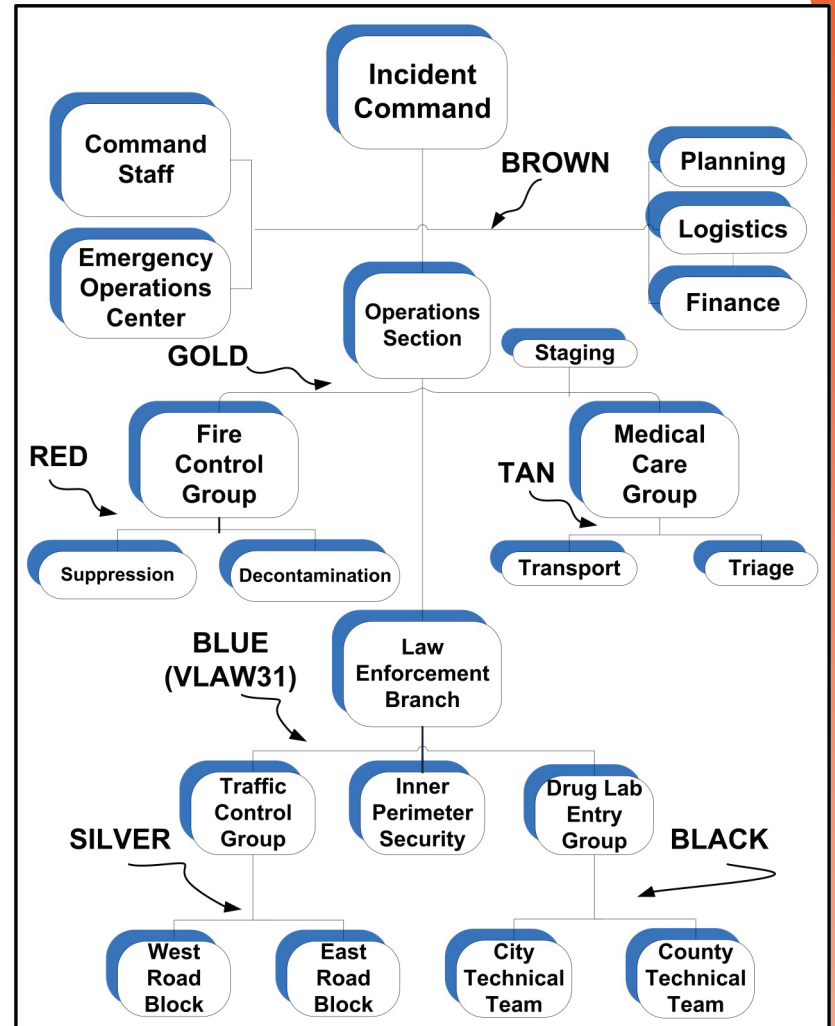 Incident
Command
Command
Staff
BROWN
Planning
Logistics
Emergency
Operations
Center
Finance
Operations
Section
Staging
GOLD
Fire
Control
Group
Medical
Care
Group
RED
TAN
Suppression
Decontamination
Transport
Triage
BLUE
(VLAW31)
Law
Enforcement
Branch
Traffic
Control
Group
Inner
Perimeter
Security
Drug Lab
Entry
Group
SILVER
BLACK
West
Road
Block
East
Road
Block
City
Technical
Team
County
Technical
Team